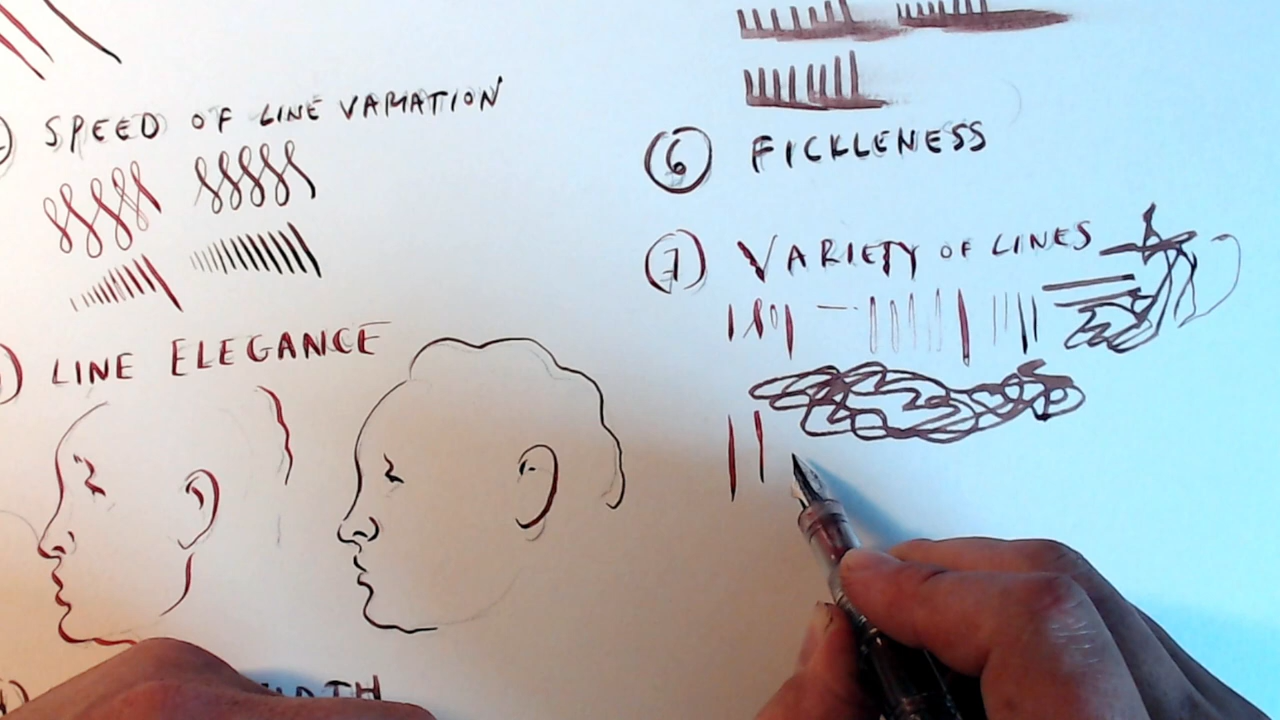 SPEED OF LINE VARIATION
LINE ELEGANCE
6 FICKLENESS
7 VARIETY OF LINES